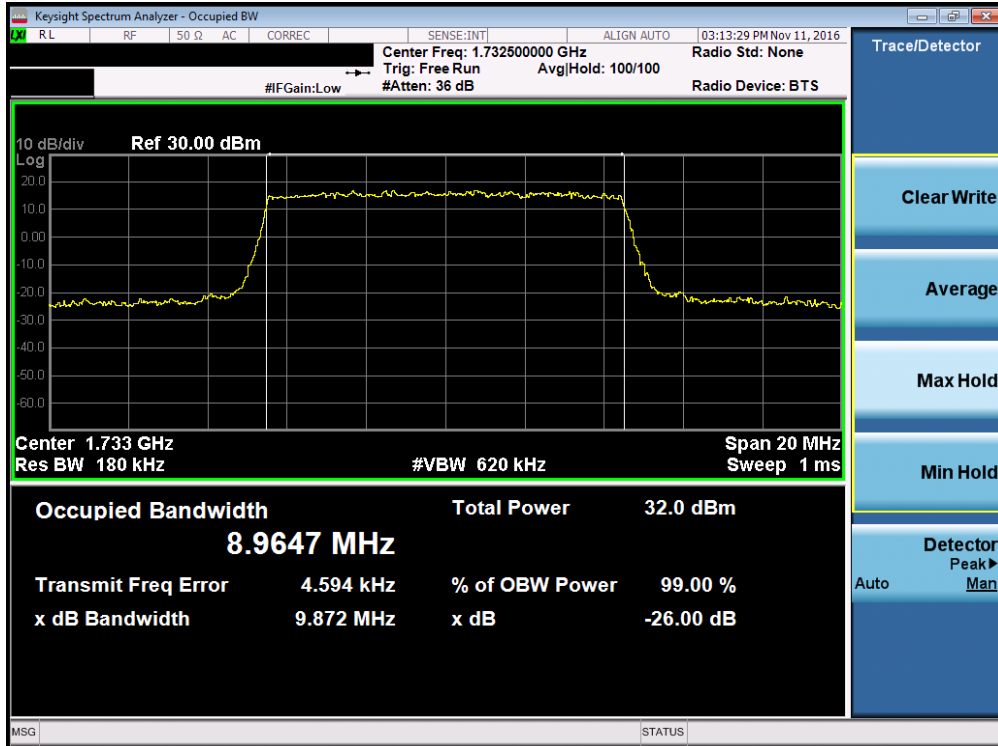 Keysight Spectrum Analyzer - Occupied BW
LXI RL RF 50 Ω AC CORREC SENSE:INT ALIGN AUTO 03:13:29 PM Nov 11, 2016
Center Freq: 1.732500000 GHz Radio Std: None
Trig: Free Run Avg|Hold: 100/100
#IFGain:Low #Atten: 36 dB Radio Device: BTS
Trace/Detector
10 dB/div Ref 30.00 dBm
Log
20.0
10.0
0.00
-10.0
-20.0
-30.0
-40.0
-50.0
-60.0
Center 1.733 GHz Span 20 MHz
Res BW 180 kHz #VBW 620 kHz Sweep 1 ms
Occupied Bandwidth Total Power 32.0 dBm
8.9647 MHz
Transmit Freq Error 4.594 kHz % of OBW Power 99.00 %
x dB Bandwidth 9.872 MHz x dB -26.00 dB
Clear Write
Average
Max Hold
Min Hold
Detector
Peak▶
Auto Man
MSG STATUS